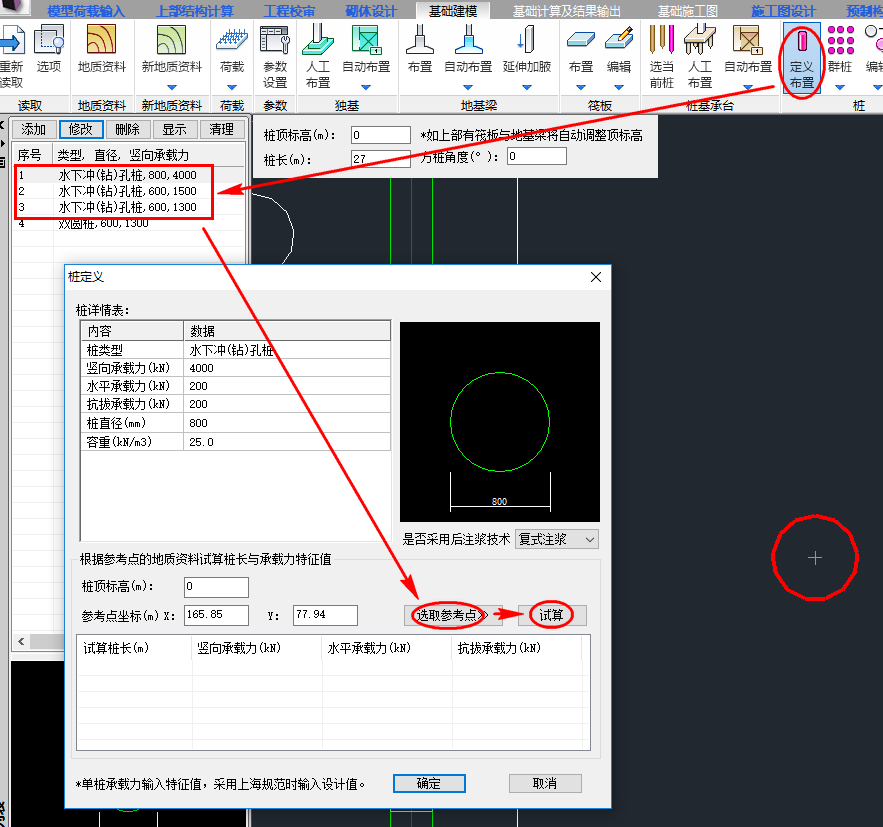 模型荷载输入 上部结构计算 工程校审 砌体设计 基础建模 基础计算及结果输出 基础施工图 施工图设计 预制构
重新读取 选项 地质资料 新地质资料 荷载 参数设置 人工布置 自动布置 布置 自动布置 延伸加腋 布置 编辑 选当前桩 人工布置 自动布置 定义布置 群桩 编辑
读取 地质资料 新地质资料 荷载 参数 独基 地基梁 筏板 桩基承台 桩
添加 修改 删除 显示 清理
桩顶标高(m): 0 *如上部有筏板与地基梁将自动调整顶标高
桩长(m): 27 方桩角度(°): 0
序号 类型, 直径, 竖向承载力
1 水下冲(钻)孔桩,800,4000
2 水下冲(钻)孔桩,600,1500
3 水下冲(钻)孔桩,600,1300
4 双圆桩,600,1300
桩定义
桩详情表:
内容 数据
桩类型 水下冲(钻)孔桩
竖向承载力(kN) 4000
水平承载力(kN) 200
抗拔承载力(kN) 200
桩直径(mm) 800
容重(kN/m3) 25.0
800
是否采用后注浆技术 复式注浆
根据参考点的地质资料试算桩长与承载力特征值
桩顶标高(m): 0
参考点坐标(m) X: 165.85 Y: 77.94 选取参考点> 试算
试算桩长(m) 竖向承载力(kN) 水平承载力(kN) 抗拔承载力(kN)
*单桩承载力输入特征值，采用上海规范时输入设计值。 确定 取消